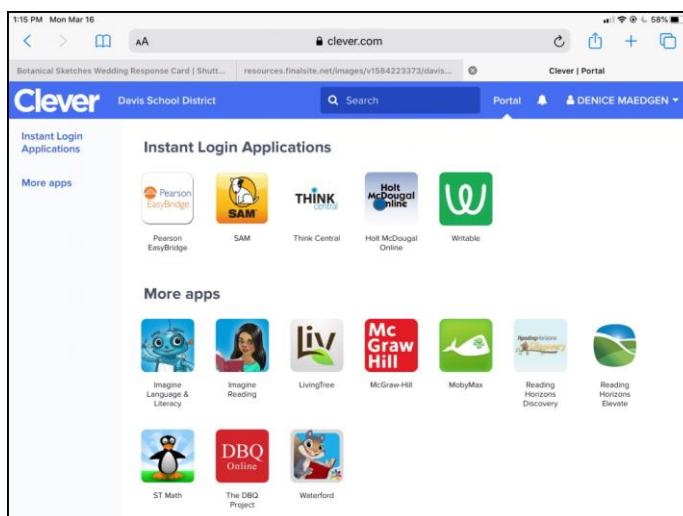 1:15 PM Mon Mar 16
58%
AA
clever.com
Botanical Sketches Wedding Response Card | Shutt...
resources.finalsite.net/images/v1584223373/davis...
Clever | Portal
Clever
Davis School District
Search
Portal
DENICE MAEDGEN
Instant Login
Applications
More apps
Instant Login Applications
Pearson
EasyBridge
SAM
THINK
central
Holt
McDougal
Online
Pearson
EasyBridge
SAM
Think Central
Holt McDougal
Online
Writable
More apps
Liv
Mc
Graw
Hill
Imagine
Language &
Literacy
Imagine
Reading
LivingTree
McGraw-Hill
MobyMax
Reading
Horizons
Discovery
Reading
Horizons
Elevate
DBQ
Online
ST Math
The DBQ
Project
Waterford